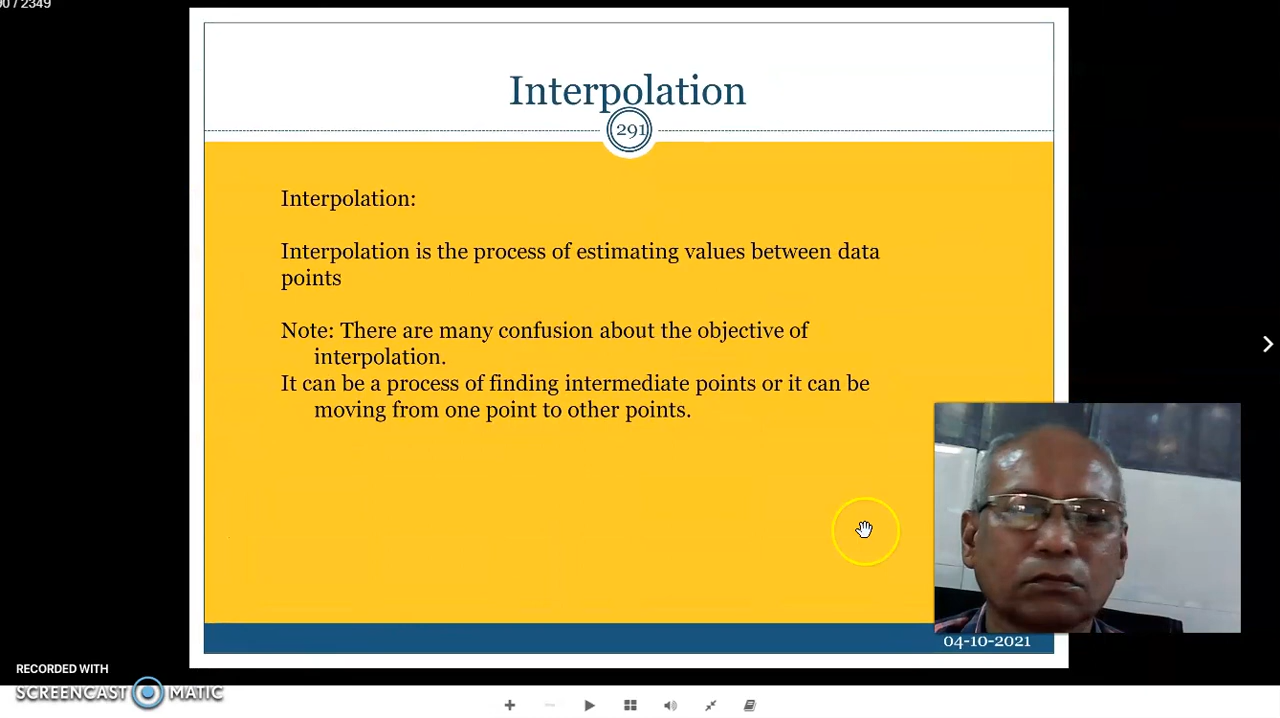 90 / 2349
Interpolation
291
Interpolation:
Interpolation is the process of estimating values between data
points
Note: There are many confusion about the objective of
interpolation.
It can be a process of finding intermediate points or it can be
moving from one point to other points.
04-10-2021
RECORDED WITH
SCREENCAST MATIC